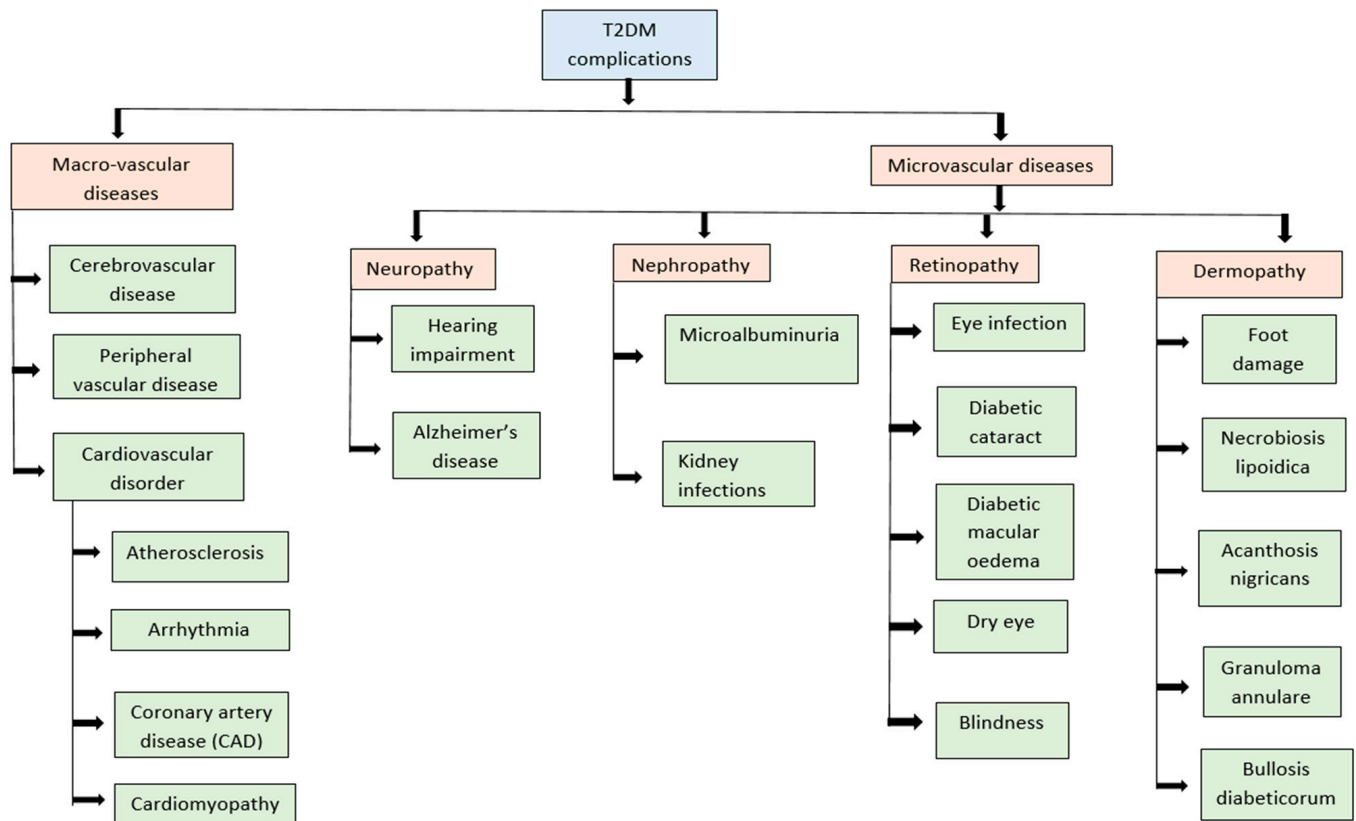 T2DM
complications
Macro-vascular
diseases
Microvascular diseases
Cerebrovascular
disease
Peripheral
vascular disease
Cardiovascular
disorder
Atherosclerosis
Arrhythmia
Coronary artery
disease (CAD)
Cardiomyopathy
Neuropathy
Hearing
impairment
Alzheimer’s
disease
Nephropathy
Microalbuminuria
Kidney
infections
Retinopathy
Eye infection
Diabetic
cataract
Diabetic
macular
oedema
Dry eye
Blindness
Dermopathy
Foot
damage
Necrobiosis
lipoidica
Acanthosis
nigricans
Granuloma
annulare
Bullosis
diabeticorum